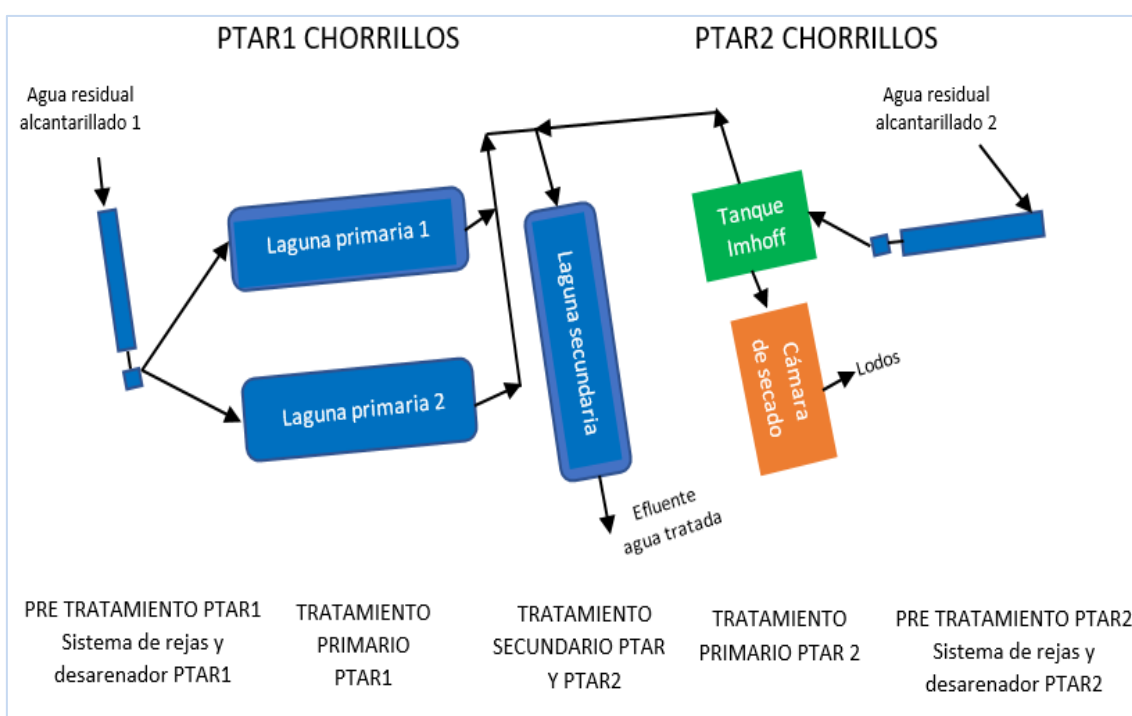 PTAR1 CHORRILLOS
PTAR2 CHORRILLOS
Agua residual
alcantarillado 1
Agua residual
alcantarillado 2
Laguna primaria 1
Laguna primaria 2
Laguna secundaria
Tanque
Imhoff
Cámara
de secado
Lodos
Efluente
agua tratada
PRE TRATAMIENTO PTAR1
Sistema de rejas y
desarenador PTAR1
TRATAMIENTO
PRIMARIO
PTAR1
TRATAMIENTO
SECUNDARIO PTAR
Y PTAR2
TRATAMIENTO
PRIMARIO PTAR 2
PRE TRATAMIENTO PTAR2
Sistema de rejas y
desarenador PTAR2